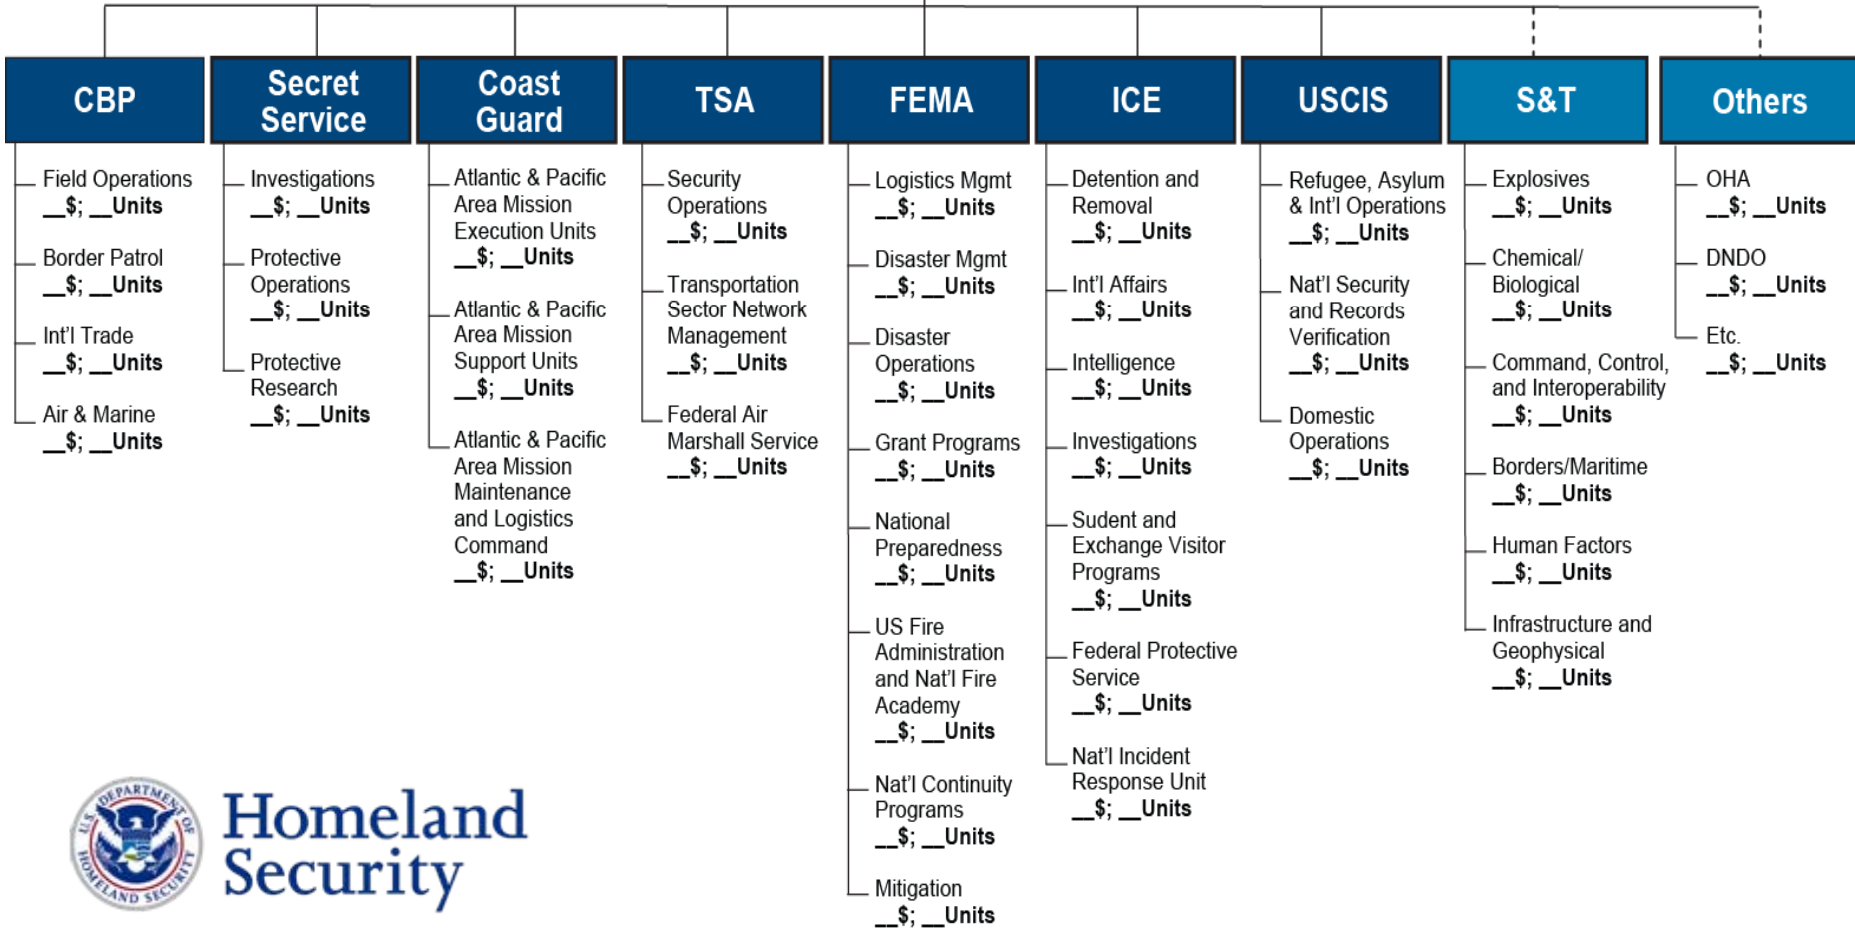 CBP
Field Operations
__$; __Units
Border Patrol
__$; __Units
Int'l Trade
__$; __Units
Air & Marine
__$; __Units
Secret
Service
Investigations
__$; __Units
Protective
Operations
__$; __Units
Protective
Research
__$; __Units
Coast
Guard
Atlantic & Pacific
Area Mission
Execution Units
__$; __Units
Atlantic & Pacific
Area Mission
Support Units
__$; __Units
Atlantic & Pacific
Area Mission
Maintenance
and Logistics
Command
__$; __Units
TSA
Security
Operations
__$; __Units
Transportation
Sector Network
Management
__$; __Units
Federal Air
Marshall Service
__$; __Units
FEMA
Logistics Mgmt
__$; __Units
Disaster Mgmt
__$; __Units
Disaster
Operations
__$; __Units
Grant Programs
__$; __Units
National
Preparedness
__$; __Units
US Fire
Administration
and Nat'l Fire
Academy
__$; __Units
Nat'l Continuity
Programs
__$; __Units
Mitigation
__$; __Units
ICE
Detention and
Removal
__$; __Units
Int'l Affairs
__$; __Units
Intelligence
__$; __Units
Investigations
__$; __Units
Sudent and
Exchange Visitor
Programs
__$; __Units
Federal Protective
Service
__$; __Units
Nat'l Incident
Response Unit
__$; __Units
USCIS
Refugee, Asylum
& Int'l Operations
__$; __Units
Nat'l Security
and Records
Verification
__$; __Units
Domestic
Operations
__$; __Units
S&T
Explosives
__$; __Units
Chemical/
Biological
__$; __Units
Command, Control,
and Interoperability
__$; __Units
Borders/Maritime
__$; __Units
Human Factors
__$; __Units
Infrastructure and
Geophysical
__$; __Units
Others
OHA
__$; __Units
DNDO
__$; __Units
Etc.
__$; __Units
U.S. DEPARTMENT OF
HOMELAND SECURITY
Homeland
Security